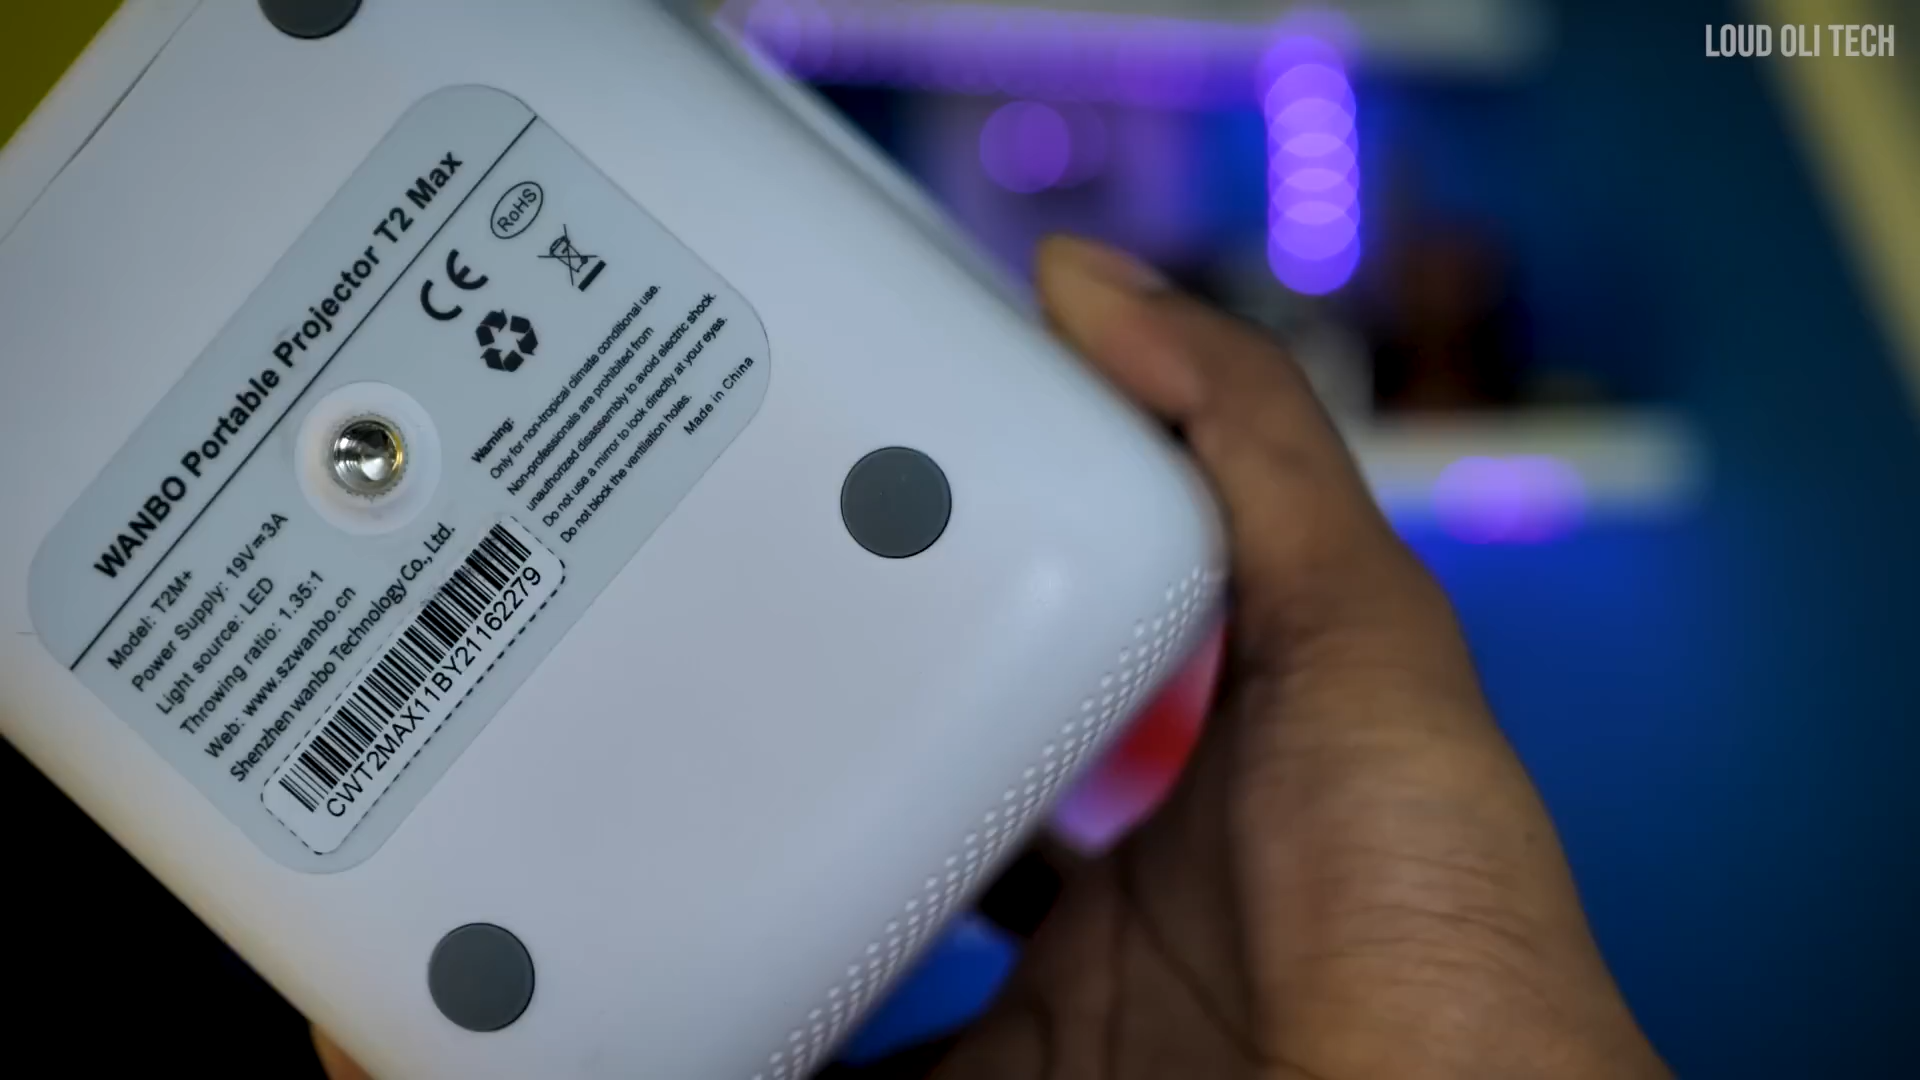 LOUD OLI TECH
WANBO Portable Projector T2 Max
Model: T2M+
Power Supply: 19V⎓3A
Light source: LED
Throwing ratio: 1.35:1
Web: www.szwanbo.cn
Shenzhen wanbo Technology Co., Ltd.
CWT2MAX11BY21162279
CE
RoHS
Warning:
Only for non-tropical climate conditional use.
Non-professionals are prohibited from
unauthorized disassembly to avoid electric shock.
Do not use a mirror to look directly at your eyes.
Do not block the ventilation holes.
Made in China